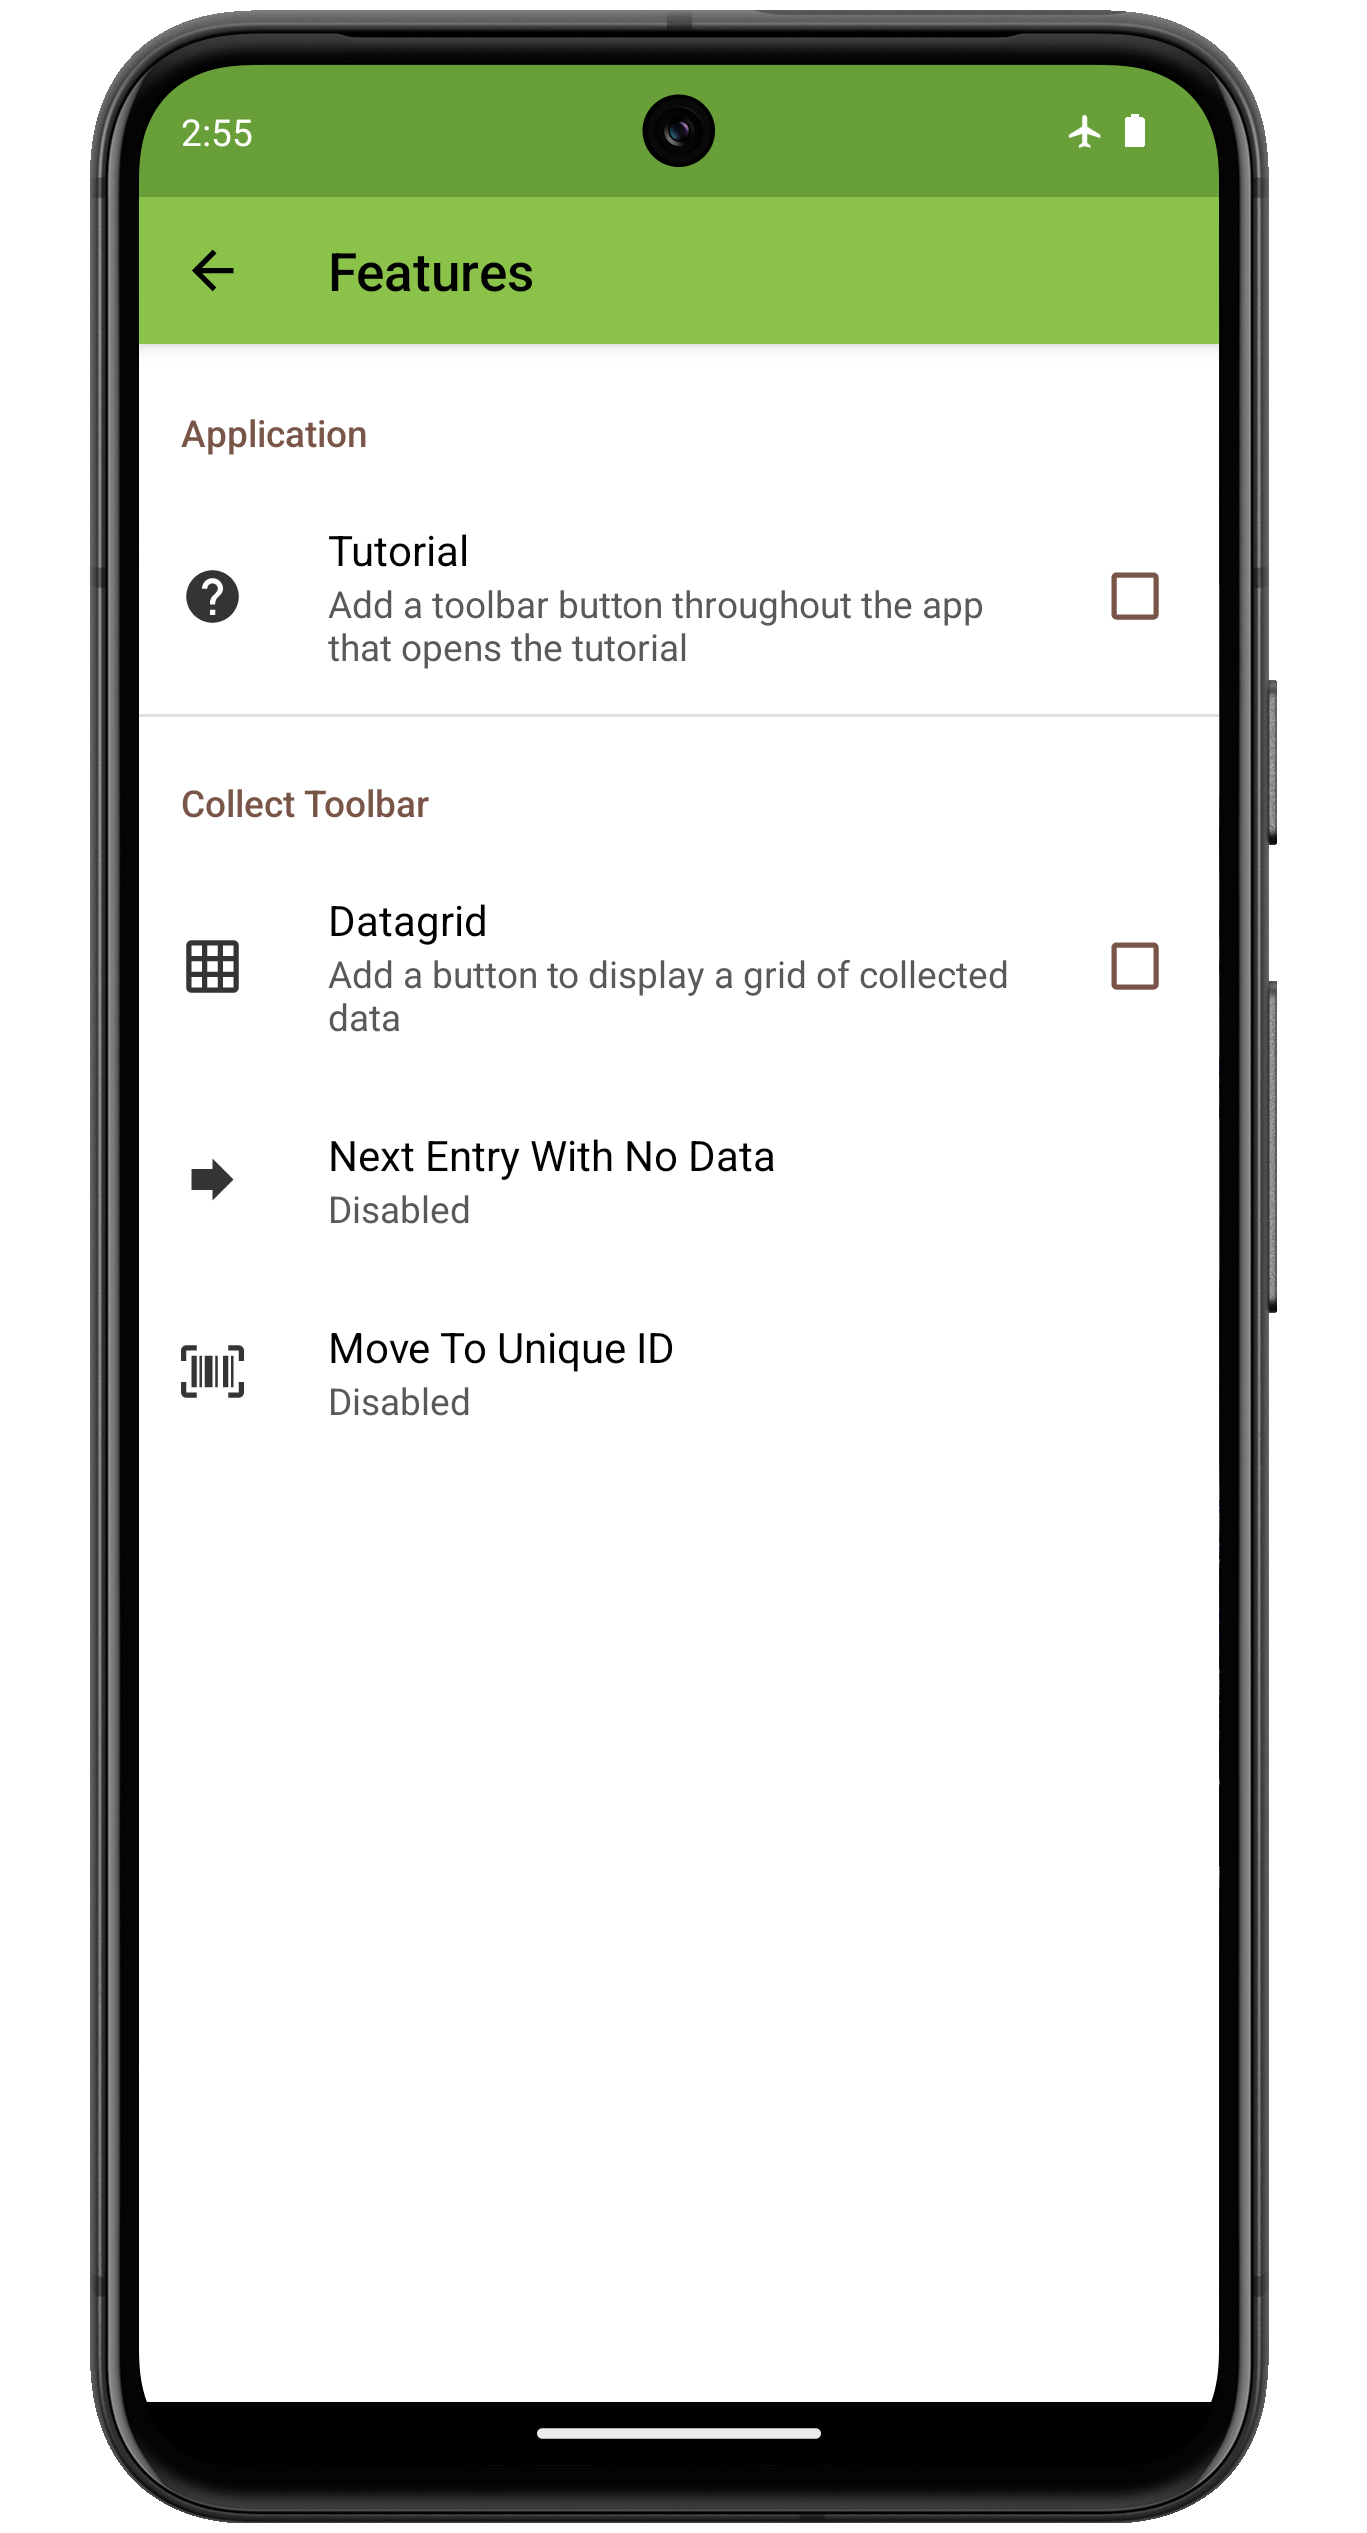 2:55
Features
Application
Tutorial
Add a toolbar button throughout the app
that opens the tutorial
Collect Toolbar
Datagrid
Add a button to display a grid of collected
data
Next Entry With No Data
Disabled
Move To Unique ID
Disabled